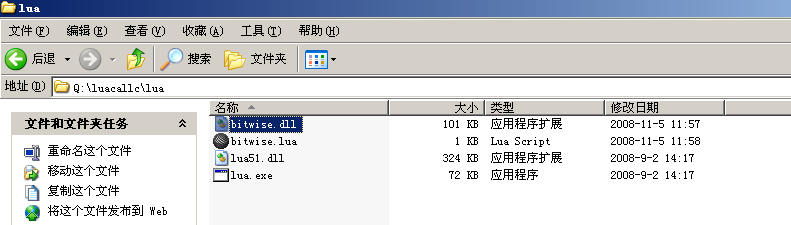 lua
文件(F) 编辑(E) 查看(V) 收藏(A) 工具(T) 帮助(H)
后退 搜索 文件夹
地址(D) Q:\luacallc\lua
文件和文件夹任务
重命名这个文件
移动这个文件
复制这个文件
将这个文件发布到 Web
名称 大小 类型 修改日期
bitwise.dll 101 KB 应用程序扩展 2008-11-5 11:57
bitwise.lua 1 KB Lua Script 2008-11-5 11:58
lua51.dll 324 KB 应用程序扩展 2008-9-2 14:17
lua.exe 72 KB 应用程序 2008-9-2 14:17